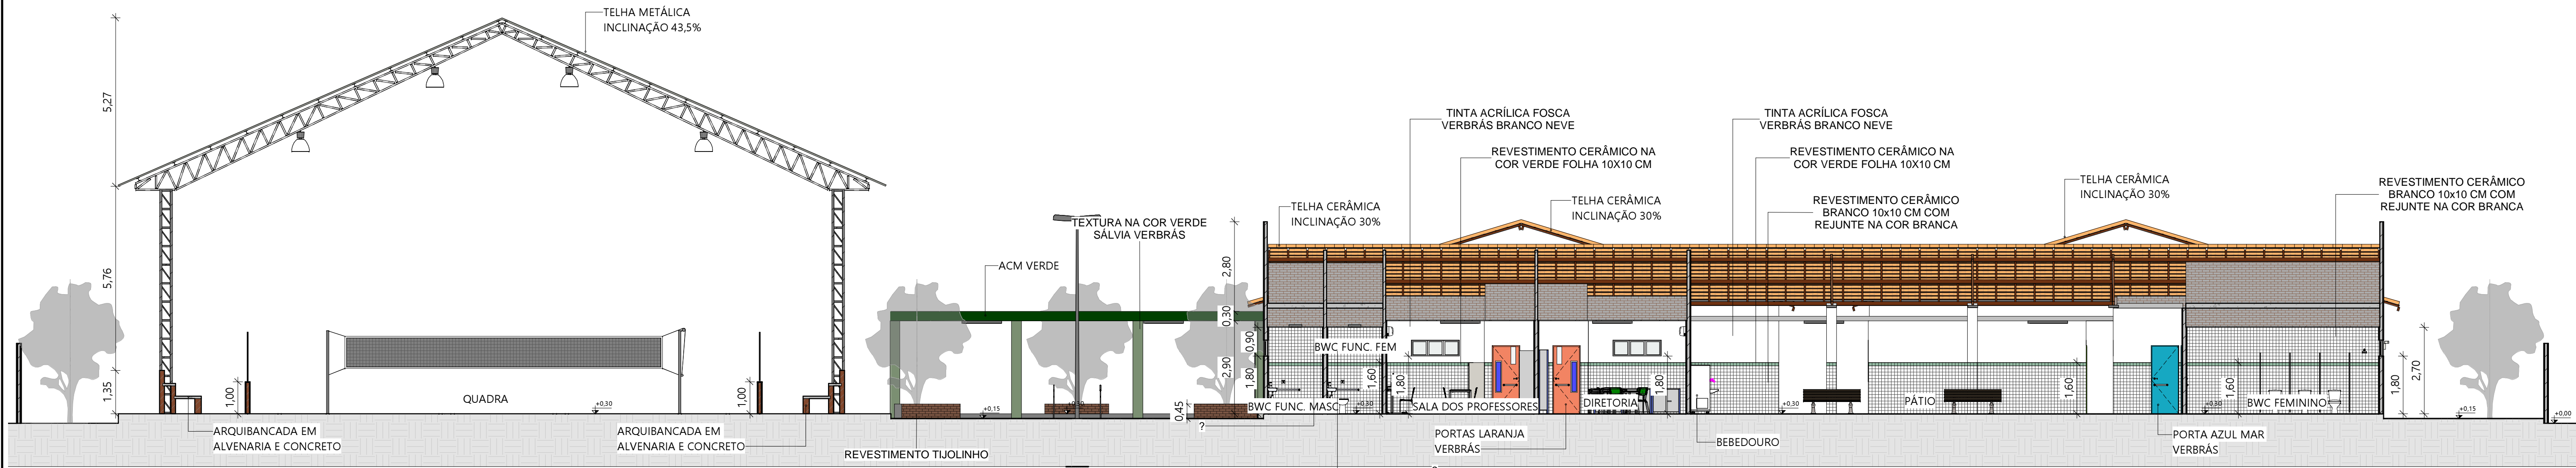 TELHA METÁLICA
INCLINAÇÃO 43,5%
5,27
5,76
1,35
1,00
QUADRA
+0,30
1,00
ARQUIBANCADA EM
ALVENARIA E CONCRETO
ARQUIBANCADA EM
ALVENARIA E CONCRETO
REVESTIMENTO TIJOLINHO
ACM VERDE
TEXTURA NA COR VERDE
SÁLVIA VERBRÁS
+0,15
0,45
?
2,80
0,30
2,90
0,90
1,80
TELHA CERÂMICA
INCLINAÇÃO 30%
TINTA ACRÍLICA FOSCA
VERBRÁS BRANCO NEVE
REVESTIMENTO CERÂMICO NA
COR VERDE FOLHA 10X10 CM
TELHA CERÂMICA
INCLINAÇÃO 30%
BWC FUNC. FEM
BWC FUNC. MASC
+0,30
1,60
1,80
SALA DOS PROFESSORES
DIRETORIA
1,80
PORTAS LARANJA
VERBRÁS
BEBEDOURO
TINTA ACRÍLICA FOSCA
VERBRÁS BRANCO NEVE
REVESTIMENTO CERÂMICO NA
COR VERDE FOLHA 10X10 CM
REVESTIMENTO CERÂMICO
BRANCO 10x10 CM COM
REJUNTE NA COR BRANCA
TELHA CERÂMICA
INCLINAÇÃO 30%
REVESTIMENTO CERÂMICO
BRANCO 10x10 CM COM
REJUNTE NA COR BRANCA
+0,30
PÁTIO
1,60
+0,30
1,60
BWC FEMININO
1,80
2,70
PORTA AZUL MAR
VERBRÁS
+0,15
+0,00